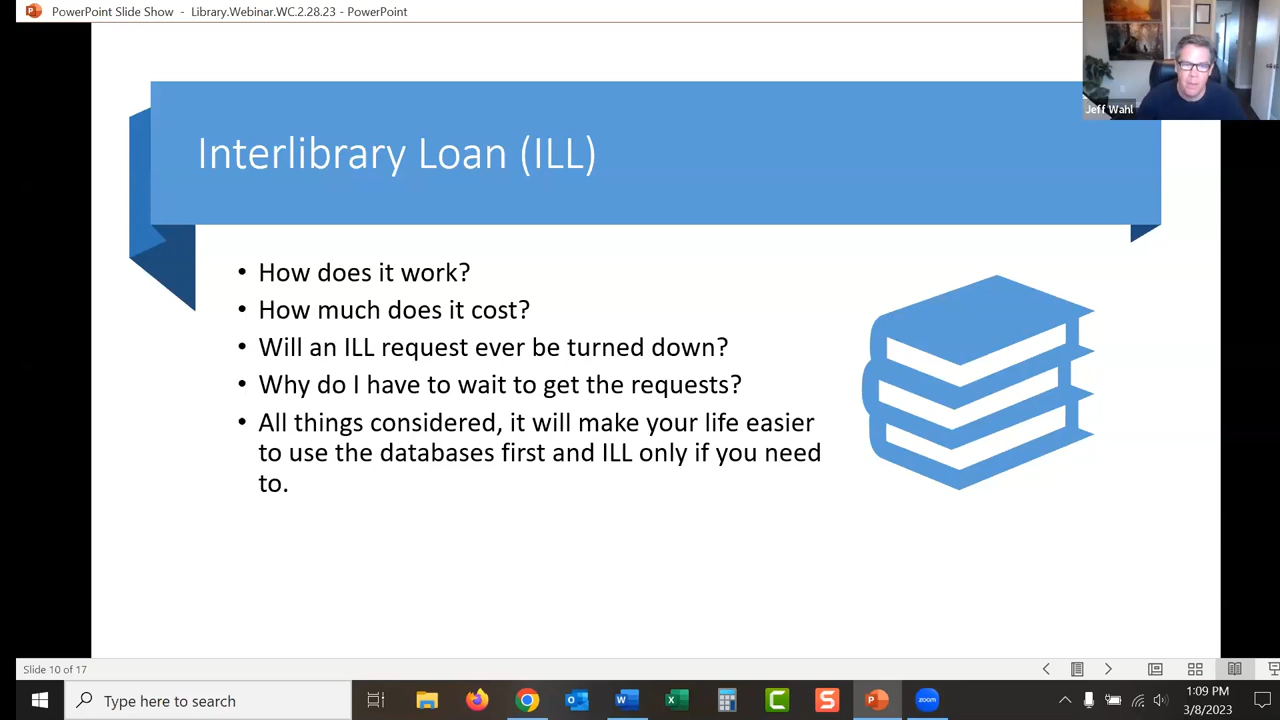 PowerPoint Slide Show - Library.Webinar.WC.2.28.23 - PowerPoint
Jeff Wahl
Interlibrary Loan (ILL)
• How does it work?
• How much does it cost?
• Will an ILL request ever be turned down?
• Why do I have to wait to get the requests?
• All things considered, it will make your life easier
to use the databases first and ILL only if you need
to.
Slide 10 of 17
Type here to search
zoom
1:09 PM
3/8/2023